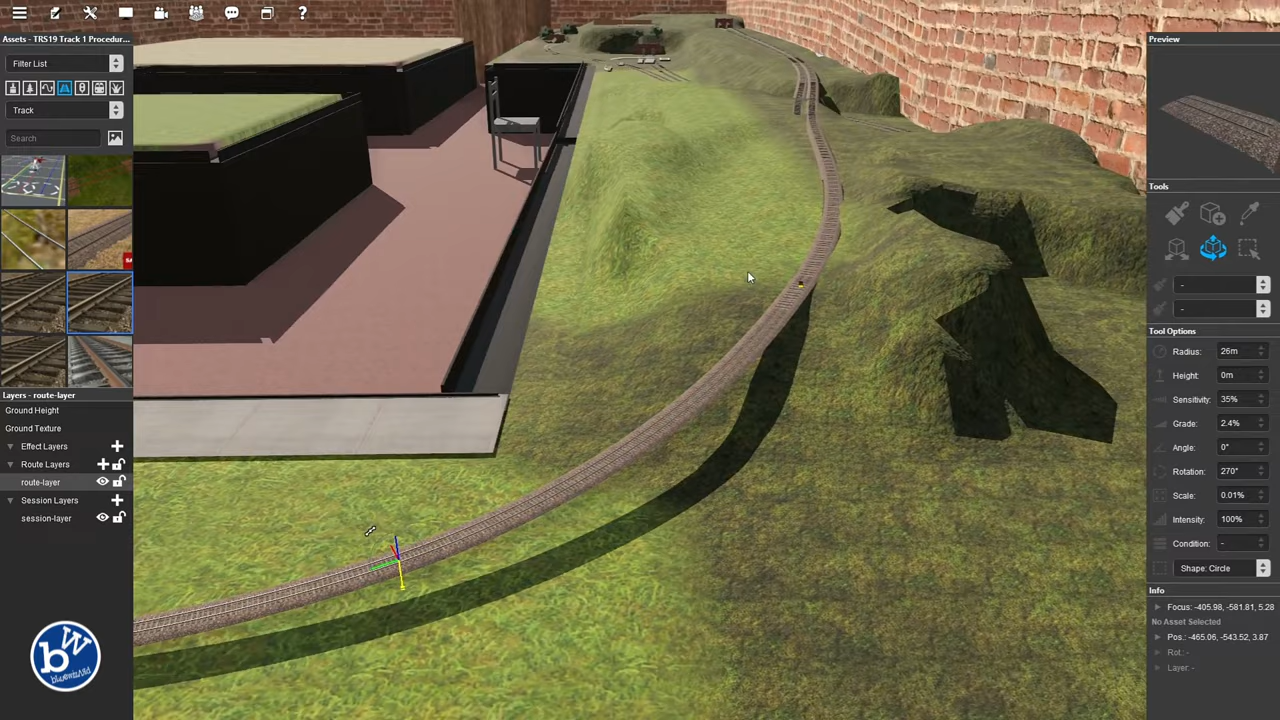 Assets - TRS19 Track 1 Procedur...
Filter List
Track
Search
Layers - route-layer
Ground Height
Ground Texture
Effect Layers
Route Layers
route-layer
Session Layers
session-layer
bw
Preview
Tools
-
-
Tool Options
Radius: 26m
Height: 0m
Sensitivity: 35%
Grade: 2.4%
Angle: 0°
Rotation: 270°
Scale: 0.01%
Intensity: 100%
Condition: -
Shape: Circle
Info
Focus: -405.98, -581.81, 5.28
No Asset Selected
Pos.: -465.06, -543.52, 3.87
Rot.: -
Layer: -